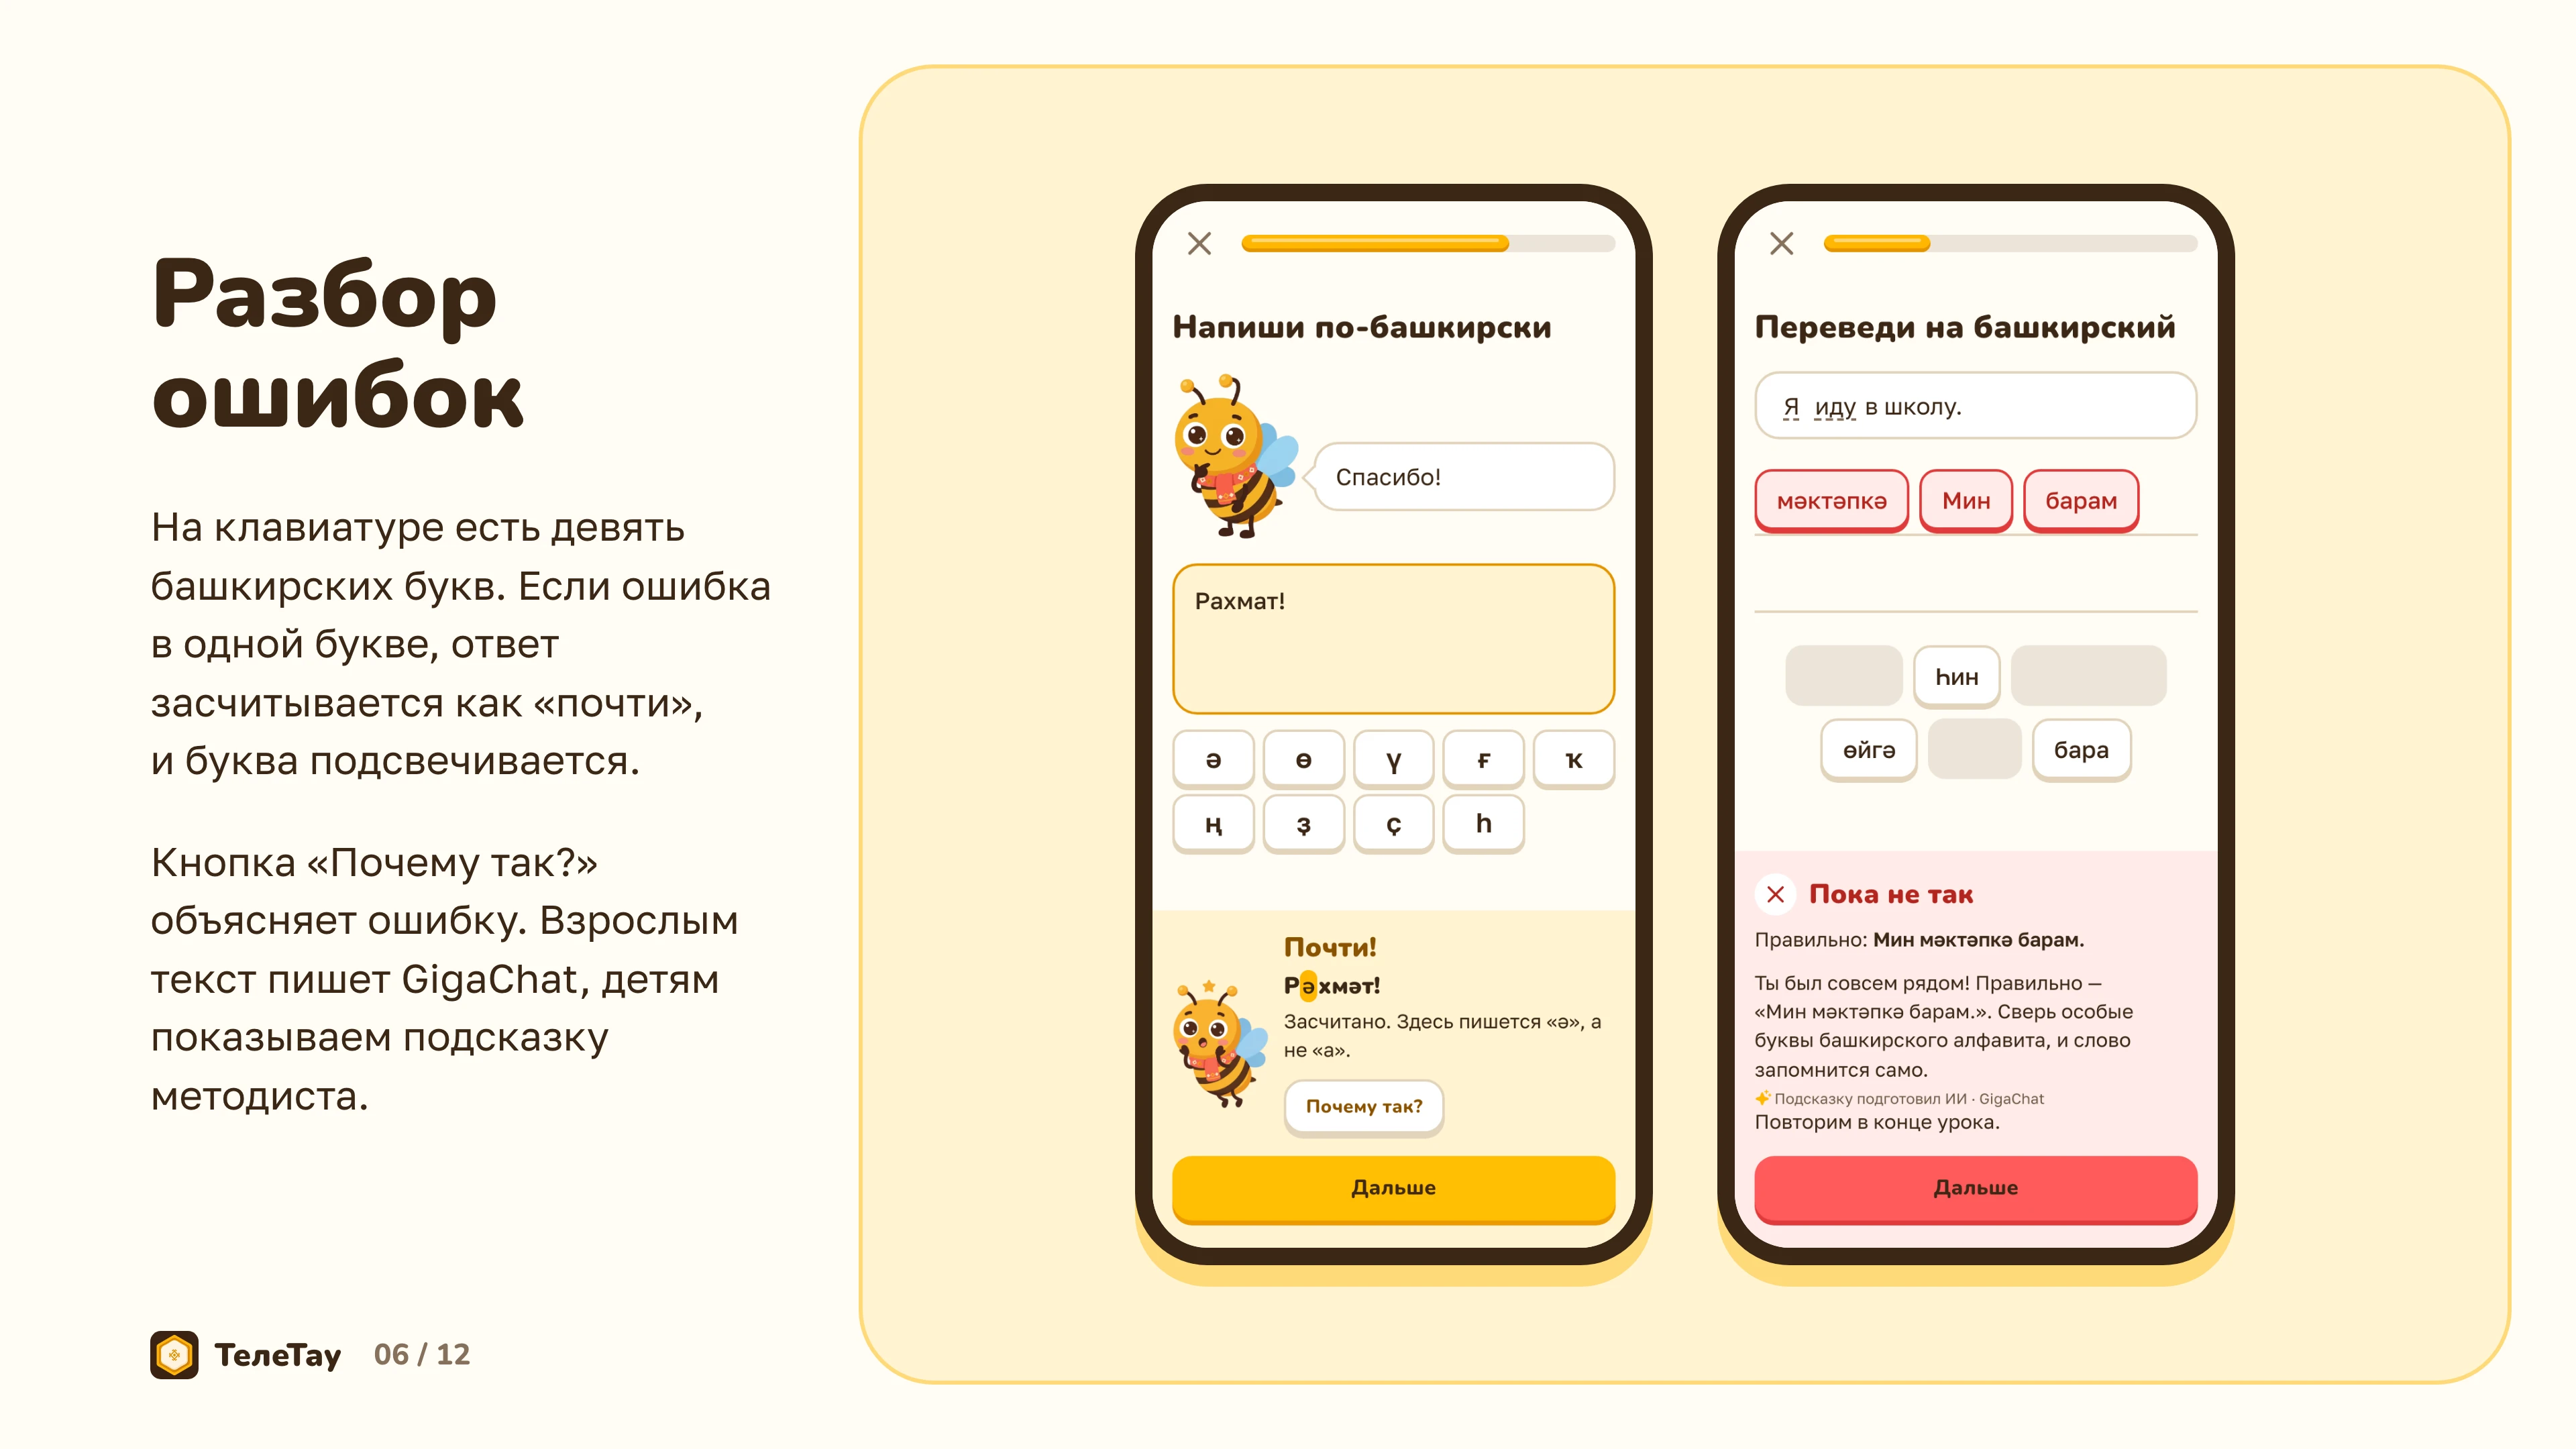 Разбор
ошибок
На клавиатуре есть девять
башкирских букв. Если ошибка
в одной букве, ответ
засчитывается как «почти»,
и буква подсвечивается.
Кнопка «Почему так?»
объясняет ошибку. Взрослым
текст пишет GigaChat, детям
показываем подсказку
методиста.
ТелеТау 06 / 12
Напиши по-башкирски
Спасибо!
Рахмат!
ә ө ү ғ ҡ
ң ҙ ҫ һ
Почти!
Рәхмәт!
Засчитано. Здесь пишется «ә», а
не «а».
Почему так?
Дальше
Переведи на башкирский
Я иду в школу.
мәктәпкә Мин барам
һин
өйгә бара
Пока не так
Правильно: Мин мәктәпкә барам.
Ты был совсем рядом! Правильно —
«Мин мәктәпкә барам.». Сверь особые
буквы башкирского алфавита, и слово
запомнится само.
Подсказку подготовил ИИ · GigaChat
Повторим в конце урока.
Дальше